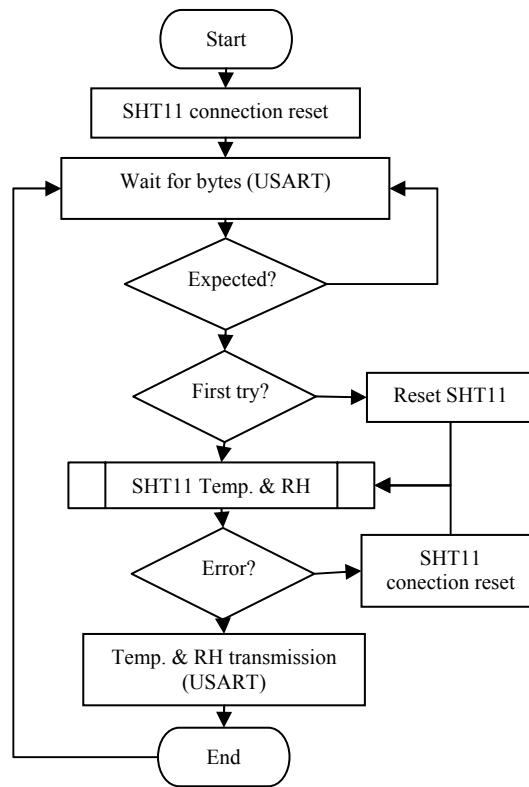 Start
SHT11 connection reset
Wait for bytes (USART)
Expected?
First try?
Reset SHT11
SHT11 Temp. & RH
Error?
SHT11
conection reset
Temp. & RH transmission
(USART)
End